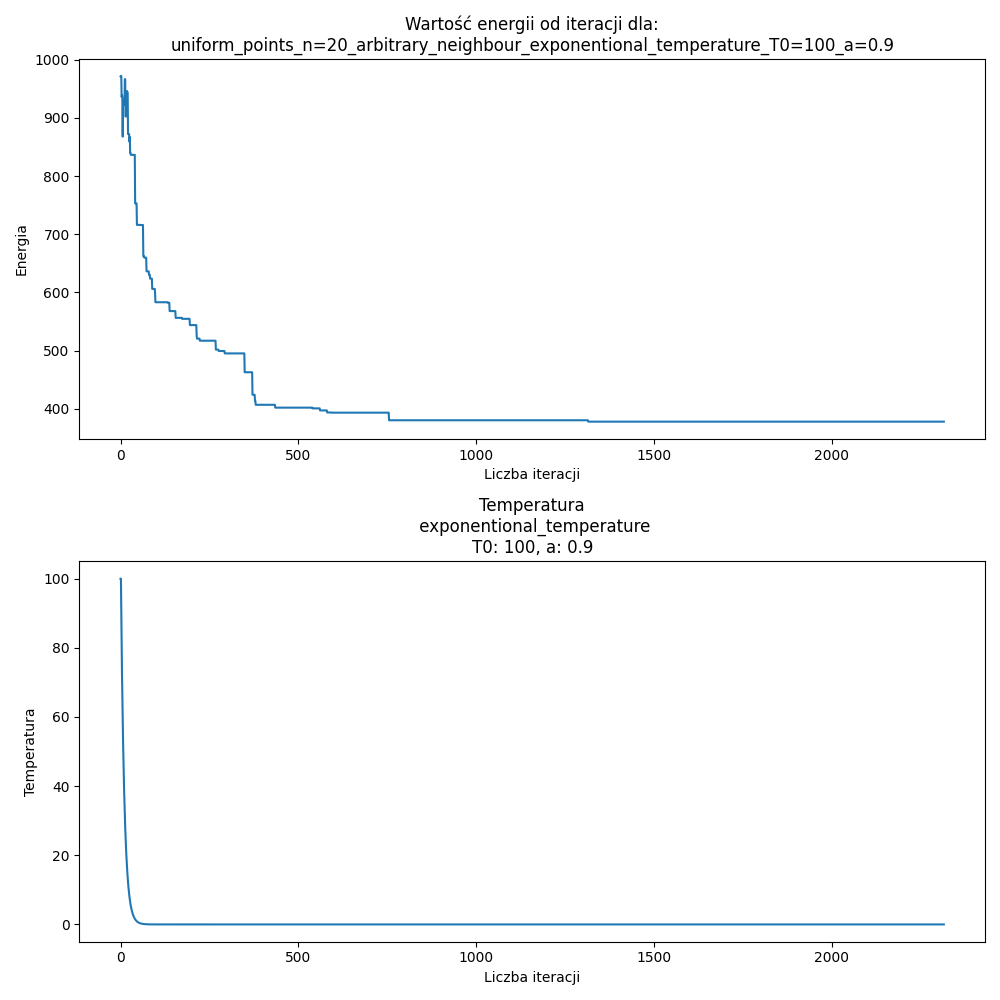 Wartość energii od iteracji dla:
uniform_points_n=20_arbitrary_neighbour_exponentional_temperature_T0=100_a=0.9
1000
900
800
700
600
500
400
Energia
0
500
1000
1500
2000
Liczba iteracji
Temperatura
exponentional_temperature
T0: 100, a: 0.9
100
80
60
40
20
0
Temperatura
0
500
1000
1500
2000
Liczba iteracji